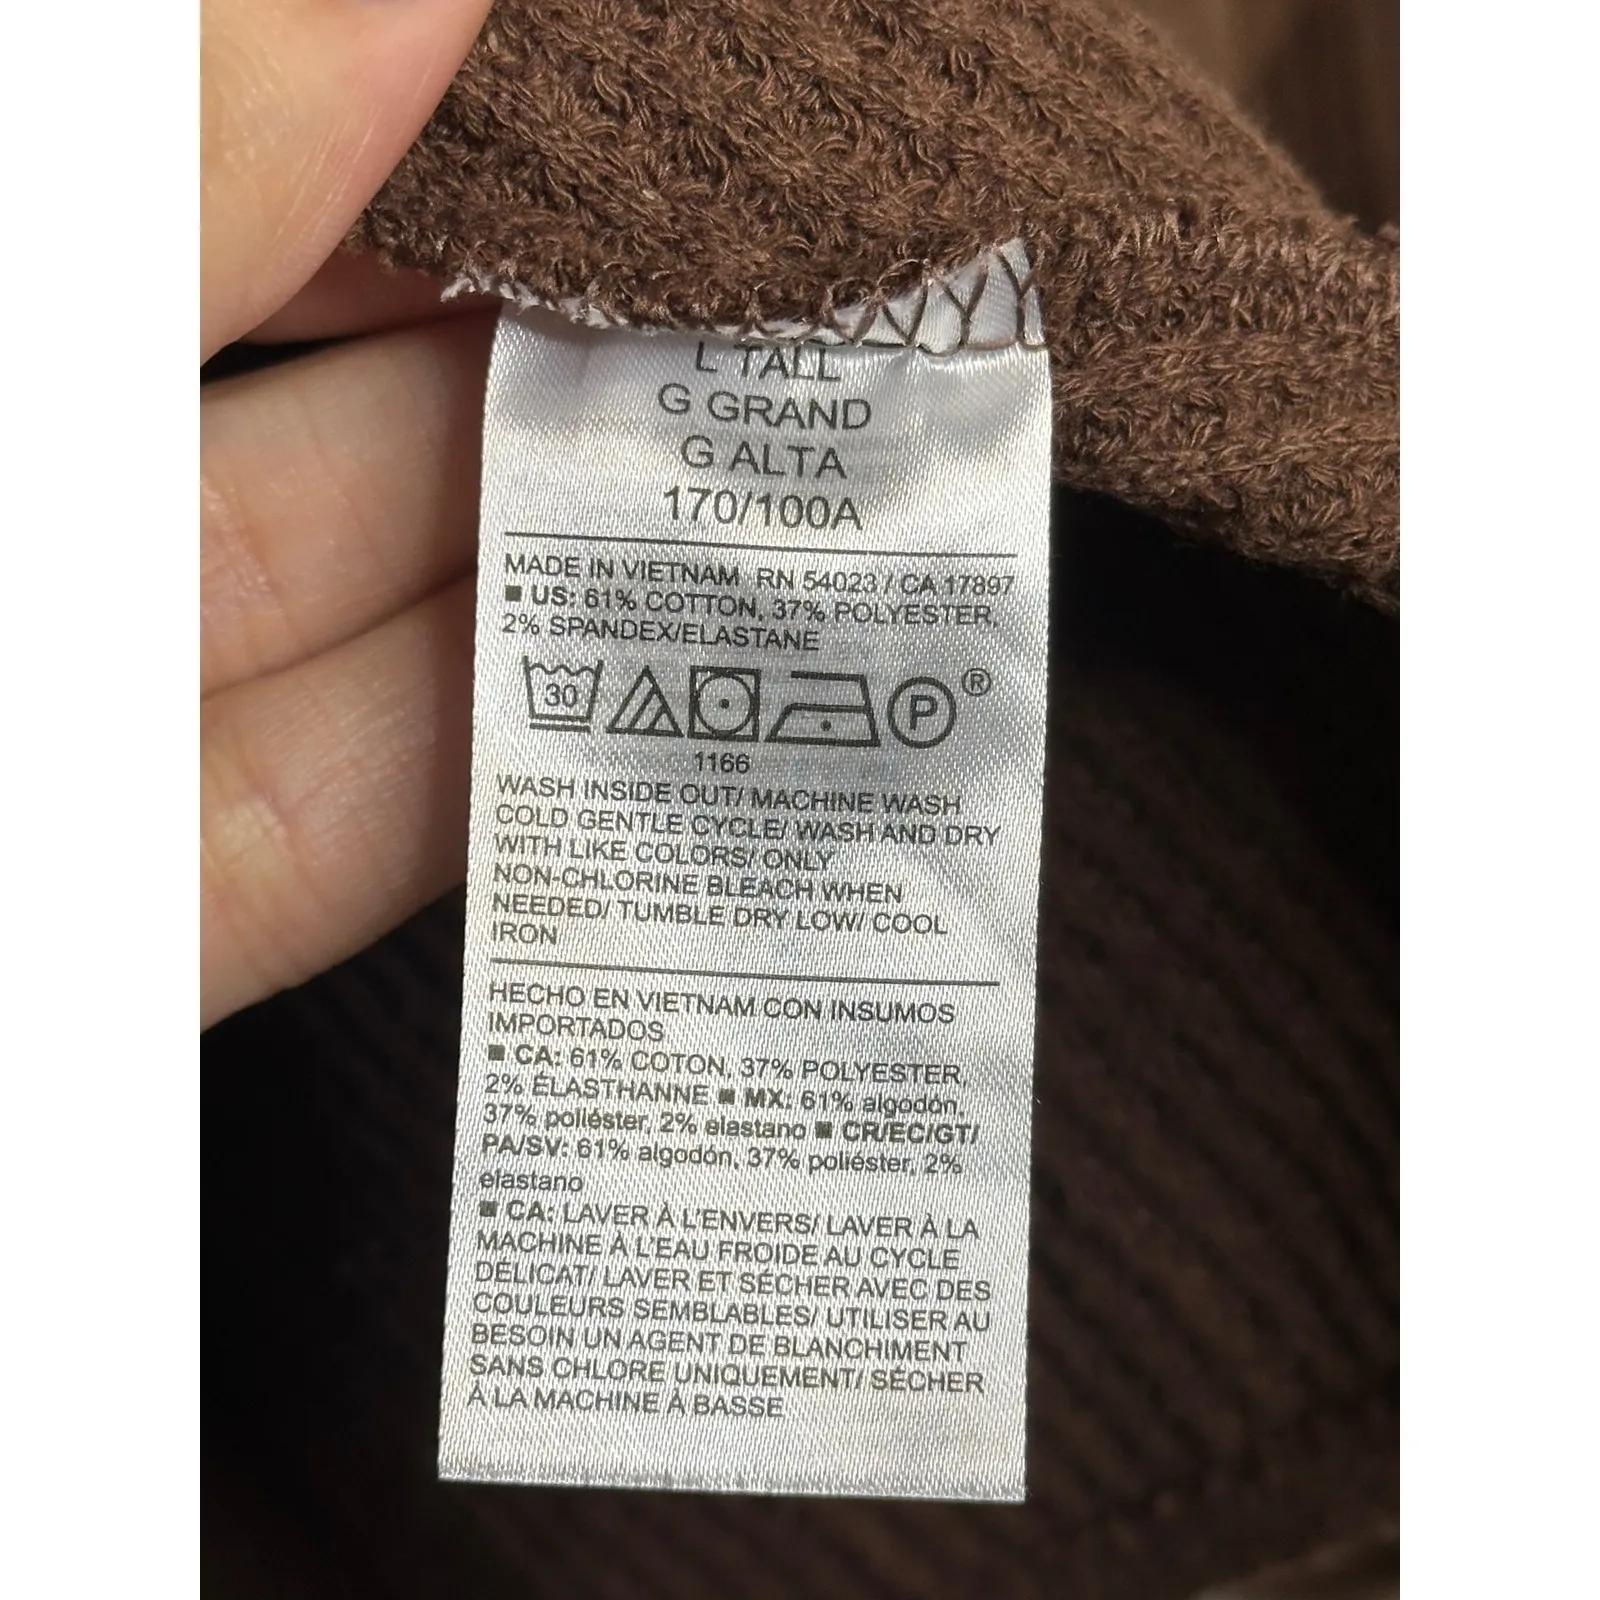 L TALL
G GRAND
G ALTA
170/100A
MADE IN VIETNAM RN 54023 / CA 17897
■ US: 61% COTTON, 37% POLYESTER,
2% SPANDEX/ELASTANE
30 P ®
1166
WASH INSIDE OUT/ MACHINE WASH
COLD GENTLE CYCLE/ WASH AND DRY
WITH LIKE COLORS/ ONLY
NON-CHLORINE BLEACH WHEN
NEEDED/ TUMBLE DRY LOW/ COOL
IRON
HECHO EN VIETNAM CON INSUMOS
IMPORTADOS
■ CA: 61% COTON, 37% POLYESTER,
2% ÉLASTHANNE ■ MX: 61% algodón,
37% poliéster, 2% elastano ■ CR/EC/GT/
PA/SV: 61% algodón, 37% poliéster, 2%
elastano
■ CA: LAVER À L'ENVERS/ LAVER À LA
MACHINE À L'EAU FROIDE AU CYCLE
DÉLICAT/ LAVER ET SÉCHER AVEC DES
COULEURS SEMBLABLES/ UTILISER AU
BESOIN UN AGENT DE BLANCHIMENT
SANS CHLORE UNIQUEMENT/ SÉCHER
À LA MACHINE À BASSE